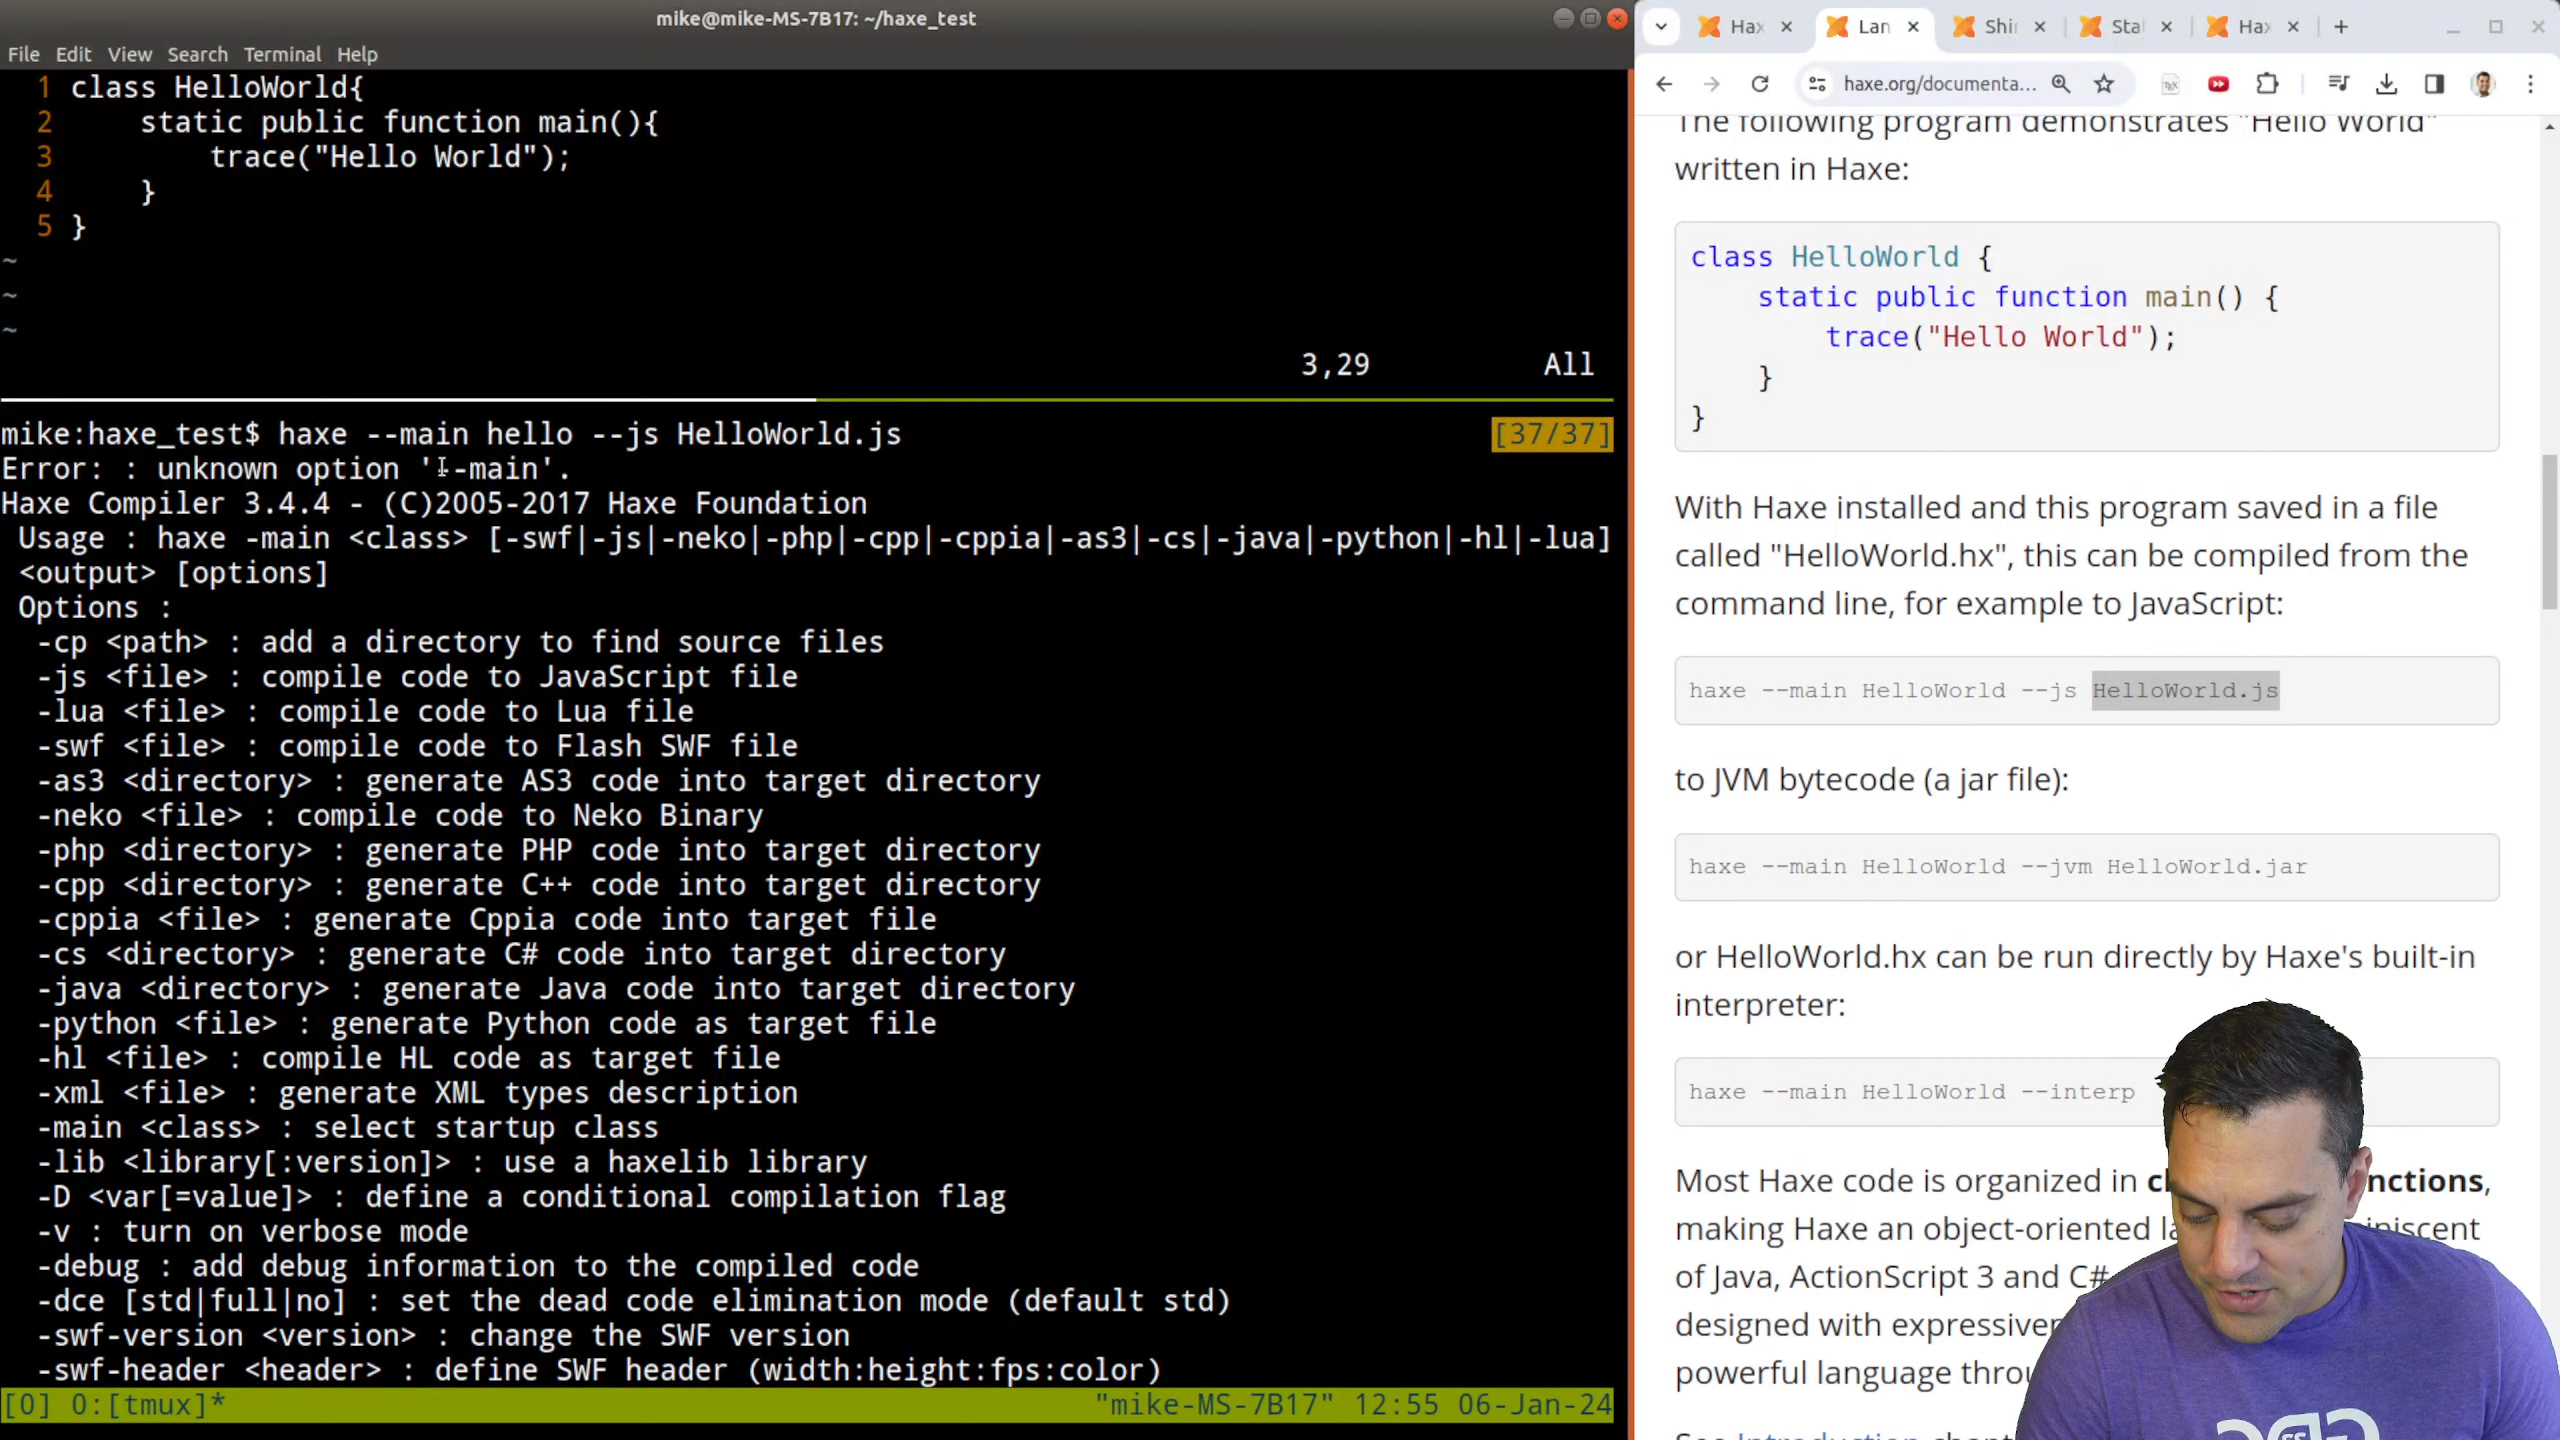 mike@mike-MS-7B17: ~/haxe_test
File Edit View Search Terminal Help
1 class HelloWorld{
2 static public function main(){
3 trace("Hello World");
4 }
5 }
~
~
~
3,29 All
mike:haxe_test$ haxe --main hello --js HelloWorld.js [37/37]
Error: : unknown option '--main'.
Haxe Compiler 3.4.4 - (C)2005-2017 Haxe Foundation
Usage : haxe -main <class> [-swf|-js|-neko|-php|-cpp|-cppia|-as3|-cs|-java|-python|-hl|-lua]
<output> [options]
Options :
-cp <path> : add a directory to find source files
-js <file> : compile code to JavaScript file
-lua <file> : compile code to Lua file
-swf <file> : compile code to Flash SWF file
-as3 <directory> : generate AS3 code into target directory
-neko <file> : compile code to Neko Binary
-php <directory> : generate PHP code into target directory
-cpp <directory> : generate C++ code into target directory
-cppia <file> : generate Cppia code into target file
-cs <directory> : generate C# code into target directory
-java <directory> : generate Java code into target directory
-python <file> : generate Python code as target file
-hl <file> : compile HL code as target file
-xml <file> : generate XML types description
-main <class> : select startup class
-lib <library[:version]> : use a haxelib library
-D <var[=value]> : define a conditional compilation flag
-v : turn on verbose mode
-debug : add debug information to the compiled code
-dce [std|full|no] : set the dead code elimination mode (default std)
-swf-version <version> : change the SWF version
-swf-header <header> : define SWF header (width:height:fps:color)
[0] 0:[tmux]* "mike-MS-7B17" 12:55 06-Jan-24
Hax Lan Shi Sta Hax
haxe.org/documenta...
The following program demonstrates "Hello World"
written in Haxe:
class HelloWorld {
static public function main() {
trace("Hello World");
}
}
With Haxe installed and this program saved in a file
called "HelloWorld.hx", this can be compiled from the
command line, for example to JavaScript:
haxe --main HelloWorld --js HelloWorld.js
to JVM bytecode (a jar file):
haxe --main HelloWorld --jvm HelloWorld.jar
or HelloWorld.hx can be run directly by Haxe's built-in
interpreter:
haxe --main HelloWorld --interp
Most Haxe code is organized in
making Haxe an object-oriented
of Java, ActionScript 3 and C#
designed with
powerful language
See Introduction